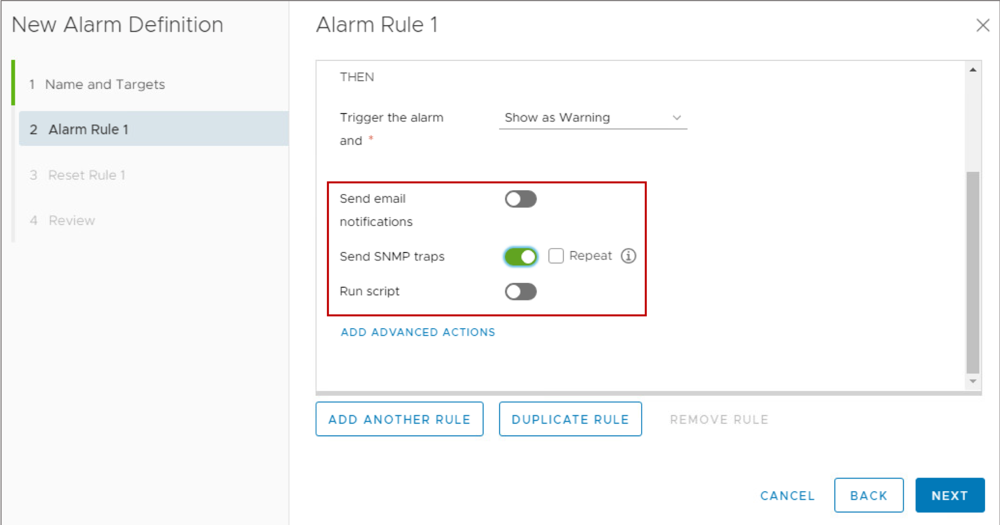 New Alarm Definition
1 Name and Targets
2 Alarm Rule 1
3 Reset Rule 1
4 Review
Alarm Rule 1
THEN
Trigger the alarm
and *
Show as Warning
Send email
notifications
Send SNMP traps
Repeat
Run script
ADD ADVANCED ACTIONS
ADD ANOTHER RULE
DUPLICATE RULE
REMOVE RULE
CANCEL
BACK
NEXT